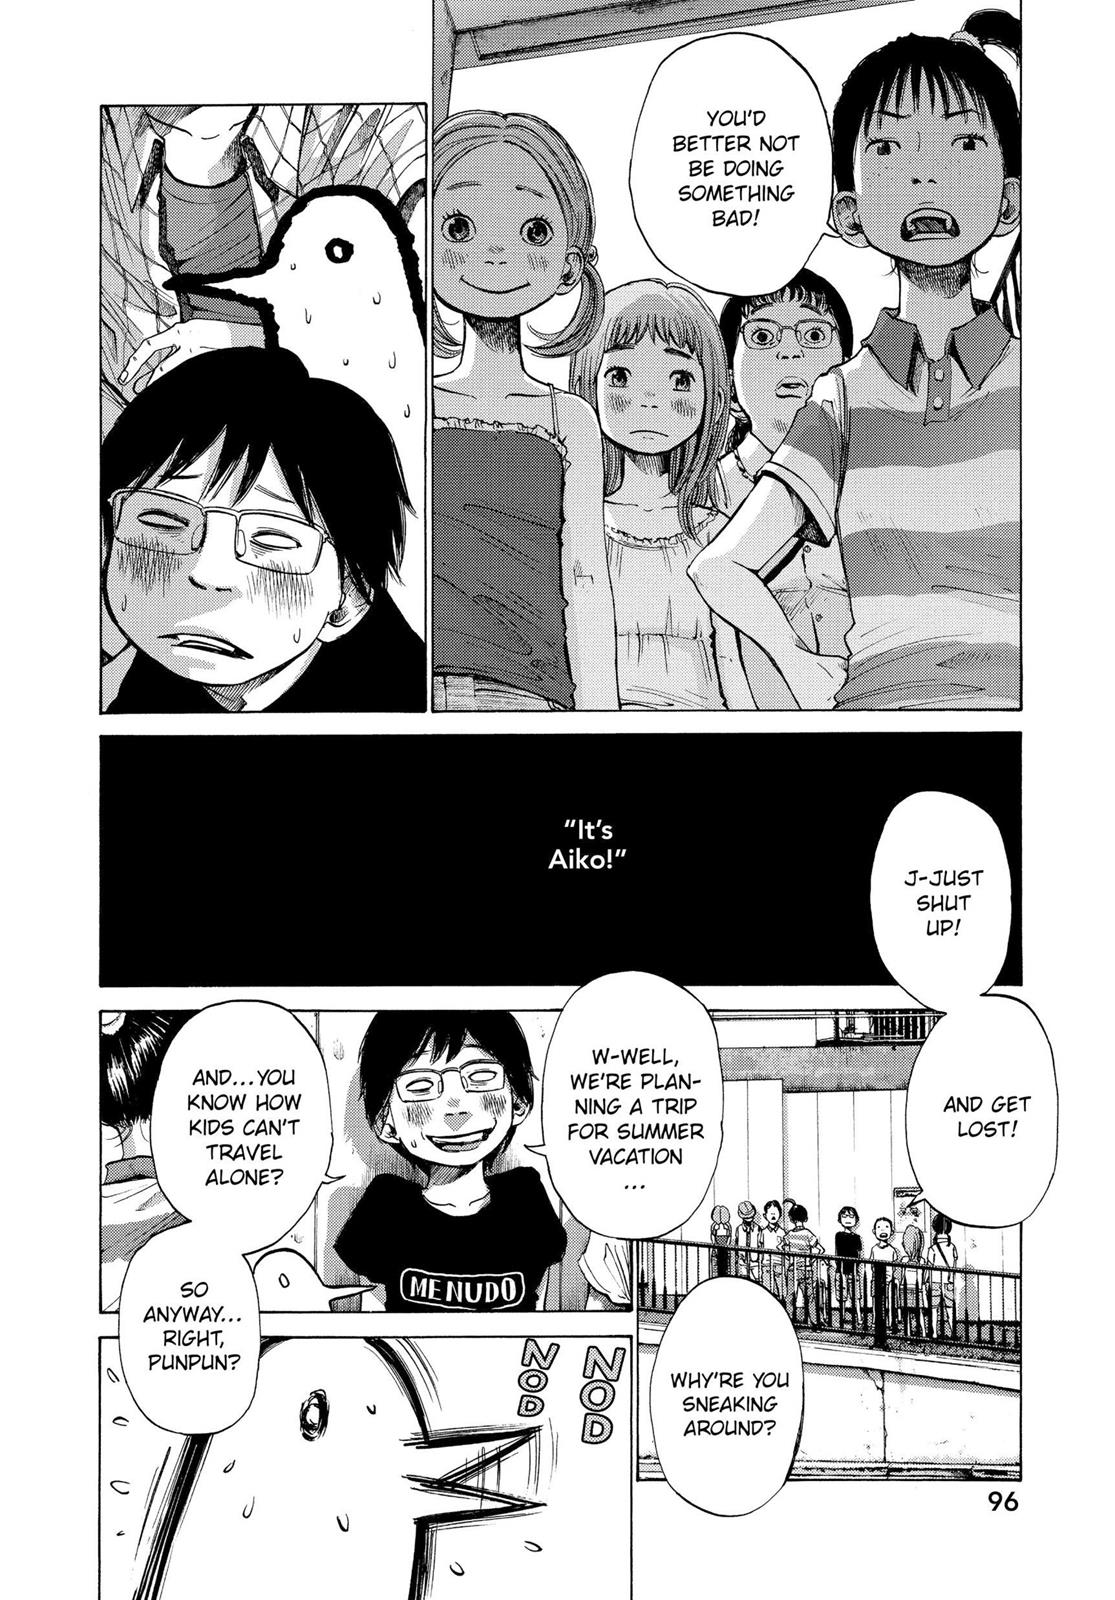 YOU'D
BETTER NOT
BE DOING
SOMETHING
BAD!
"It's
Aiko!"
J-JUST
SHUT
UP!
AND GET
LOST!
WHY'RE YOU
SNEAKING
AROUND?
W-WELL,
WE'RE PLAN-
NING A TRIP
FOR SUMMER
VACATION
...
MENUDO
AND...YOU
KNOW HOW
KIDS CAN'T
TRAVEL
ALONE?
SO
ANYWAY...
RIGHT,
PUNPUN?
NOD
NOD
96